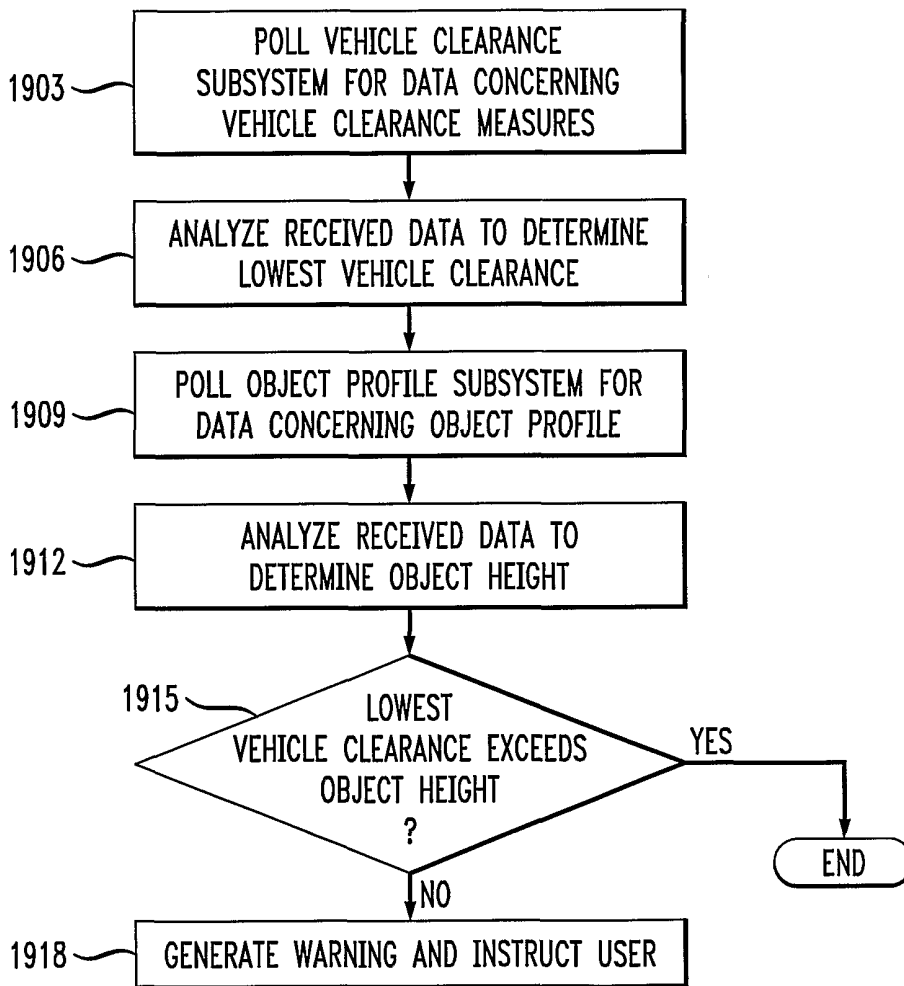 1903
POLL VEHICLE CLEARANCE
SUBSYSTEM FOR DATA CONCERNING
VEHICLE CLEARANCE MEASURES
1906
ANALYZE RECEIVED DATA TO DETERMINE
LOWEST VEHICLE CLEARANCE
1909
POLL OBJECT PROFILE SUBSYSTEM FOR
DATA CONCERNING OBJECT PROFILE
1912
ANALYZE RECEIVED DATA TO
DETERMINE OBJECT HEIGHT
1915
LOWEST
VEHICLE CLEARANCE EXCEEDS
OBJECT HEIGHT
?
YES
END
NO
1918
GENERATE WARNING AND INSTRUCT USER